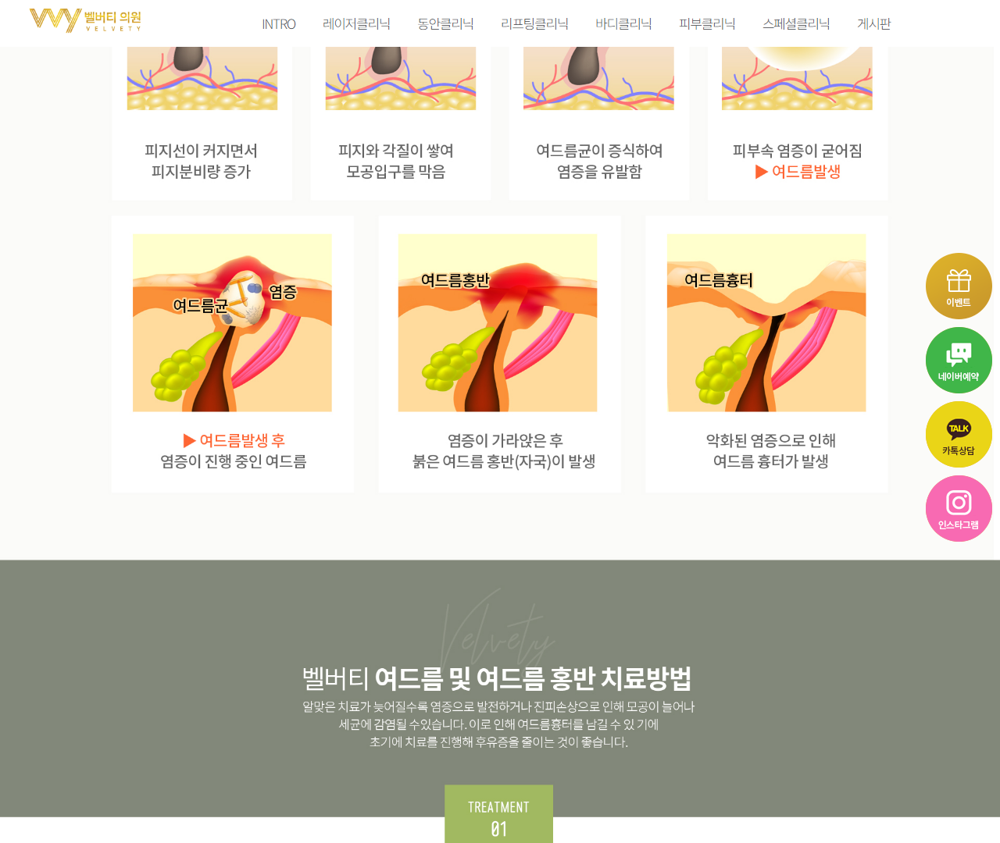 벨버티 의원
VELVETY
INTRO
레이저클리닉
동안클리닉
리프팅클리닉
바디클리닉
피부클리닉
스페셜클리닉
게시판
피지선이 커지면서
피지분비량 증가
피지와 각질이 쌓여
모공입구를 막음
여드름균이 증식하여
염증을 유발함
피부속 염증이 굳어짐
▶ 여드름발생
여드름균
염증
▶ 여드름발생 후
염증이 진행 중인 여드름
여드름홍반
염증이 가라앉은 후
붉은 여드름 홍반(자국)이 발생
여드름흉터
악화된 염증으로 인해
여드름 흉터가 발생
이벤트
네이버예약
TALK
카톡상담
인스타그램
Velvety
벨버티 여드름 및 여드름 홍반 치료방법
알맞은 치료가 늦어질수록 염증으로 발전하거나 진피손상으로 인해 모공이 늘어나
세균에 감염될 수있습니다. 이로 인해 여드름흉터를 남길 수 있 기에
초기에 치료를 진행해 후유증을 줄이는 것이 좋습니다.
TREATMENT
01